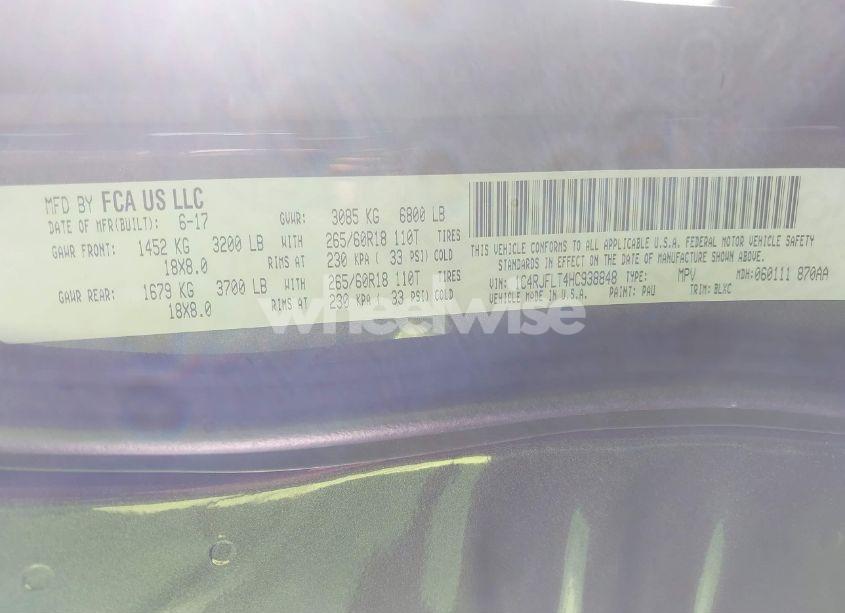 MFD BY FCA US LLC
DATE OF MFR(BUILT): 6-17 GVWR: 3085 KG 6800 LB
GAWR FRONT: 1452 KG 3200 LB WITH 265/60R18 110T TIRES
18X8.0 RIMS AT 230 KPA ( 33 PSI) COLD
GAWR REAR: 1679 KG 3700 LB WITH 265/60R18 110T TIRES
18X8.0 RIMS AT 230 KPA ( 33 PSI) COLD
THIS VEHICLE CONFORMS TO ALL APPLICABLE U.S.A. FEDERAL MOTOR VEHICLE SAFETY
STANDARDS IN EFFECT ON THE DATE OF MANUFACTURE SHOWN ABOVE.
VIN: 1C4RJFLT4HC938848 TYPE: MPV MDH: 060111 870AA
VEHICLE MADE IN U.S.A. PAINT: PAU TRIM: BLXC
wheelwise